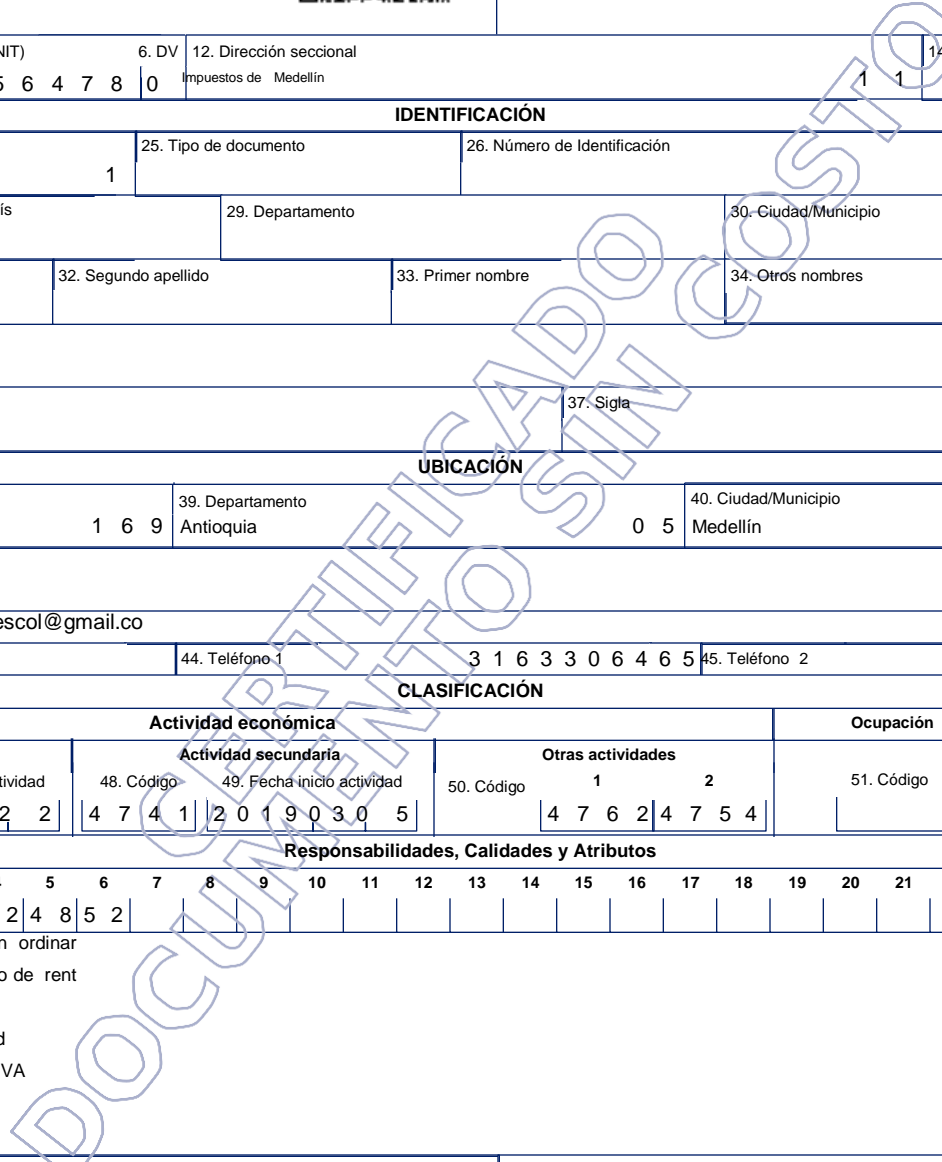 NIT) 6. DV 12. Dirección seccional 14
5 6 4 7 8 0 Impuestos de Medellín 1 1
IDENTIFICACIÓN
25. Tipo de documento 26. Número de Identificación
1
ís 29. Departamento 30. Ciudad/Municipio
32. Segundo apellido 33. Primer nombre 34. Otros nombres
37. Sigla
UBICACIÓN
39. Departamento 40. Ciudad/Municipio
1 6 9 Antioquia 0 5 Medellín
escol@gmail.co
44. Teléfono 1 3 1 6 3 3 0 6 4 6 5 45. Teléfono 2
CLASIFICACIÓN
Actividad económica Ocupación
Actividad secundaria Otras actividades
tividad 48. Código 49. Fecha inicio actividad 50. Código 1 2 51. Código
2 2 4 7 4 1 2 0 1 9 0 3 0 5 4 7 6 2 4 7 5 4
Responsabilidades, Calidades y Atributos
5 6 7 8 9 10 11 12 13 14 15 16 17 18 19 20 21
2 4 8 5 2
n ordinar
o de rent
d
VA
CERTIFICADO
DOCUMENTO SIN COSTO